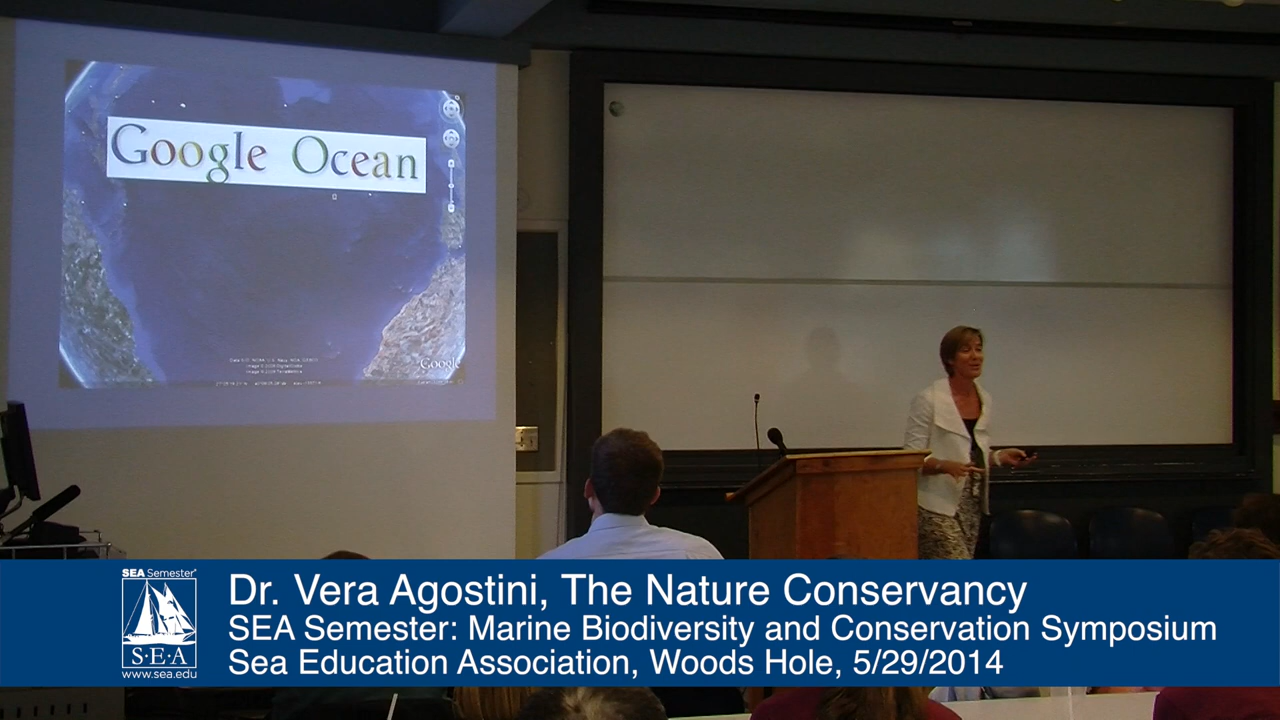 Google Ocean
Google
SEA Semester®
S·E·A
www.sea.edu
Dr. Vera Agostini, The Nature Conservancy
SEA Semester: Marine Biodiversity and Conservation Symposium
Sea Education Association, Woods Hole, 5/29/2014